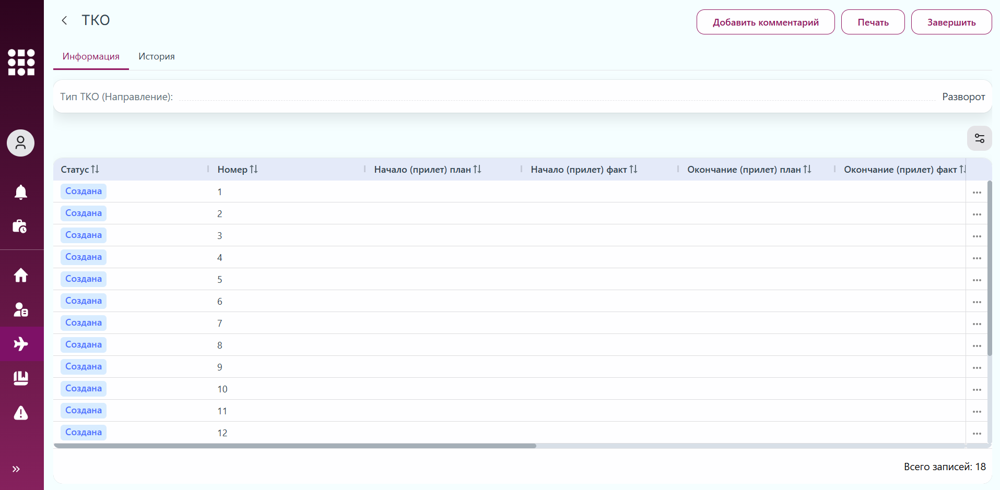 ТКО
Добавить комментарий Печать Завершить
Информация История
Тип ТКО (Направление): Разворот
Статус Номер Начало (прилет) план Начало (прилет) факт Окончание (прилет) план Окончание (прилет) факт
Создана 1
Создана 2
Создана 3
Создана 4
Создана 5
Создана 6
Создана 7
Создана 8
Создана 9
Создана 10
Создана 11
Создана 12
Всего записей: 18